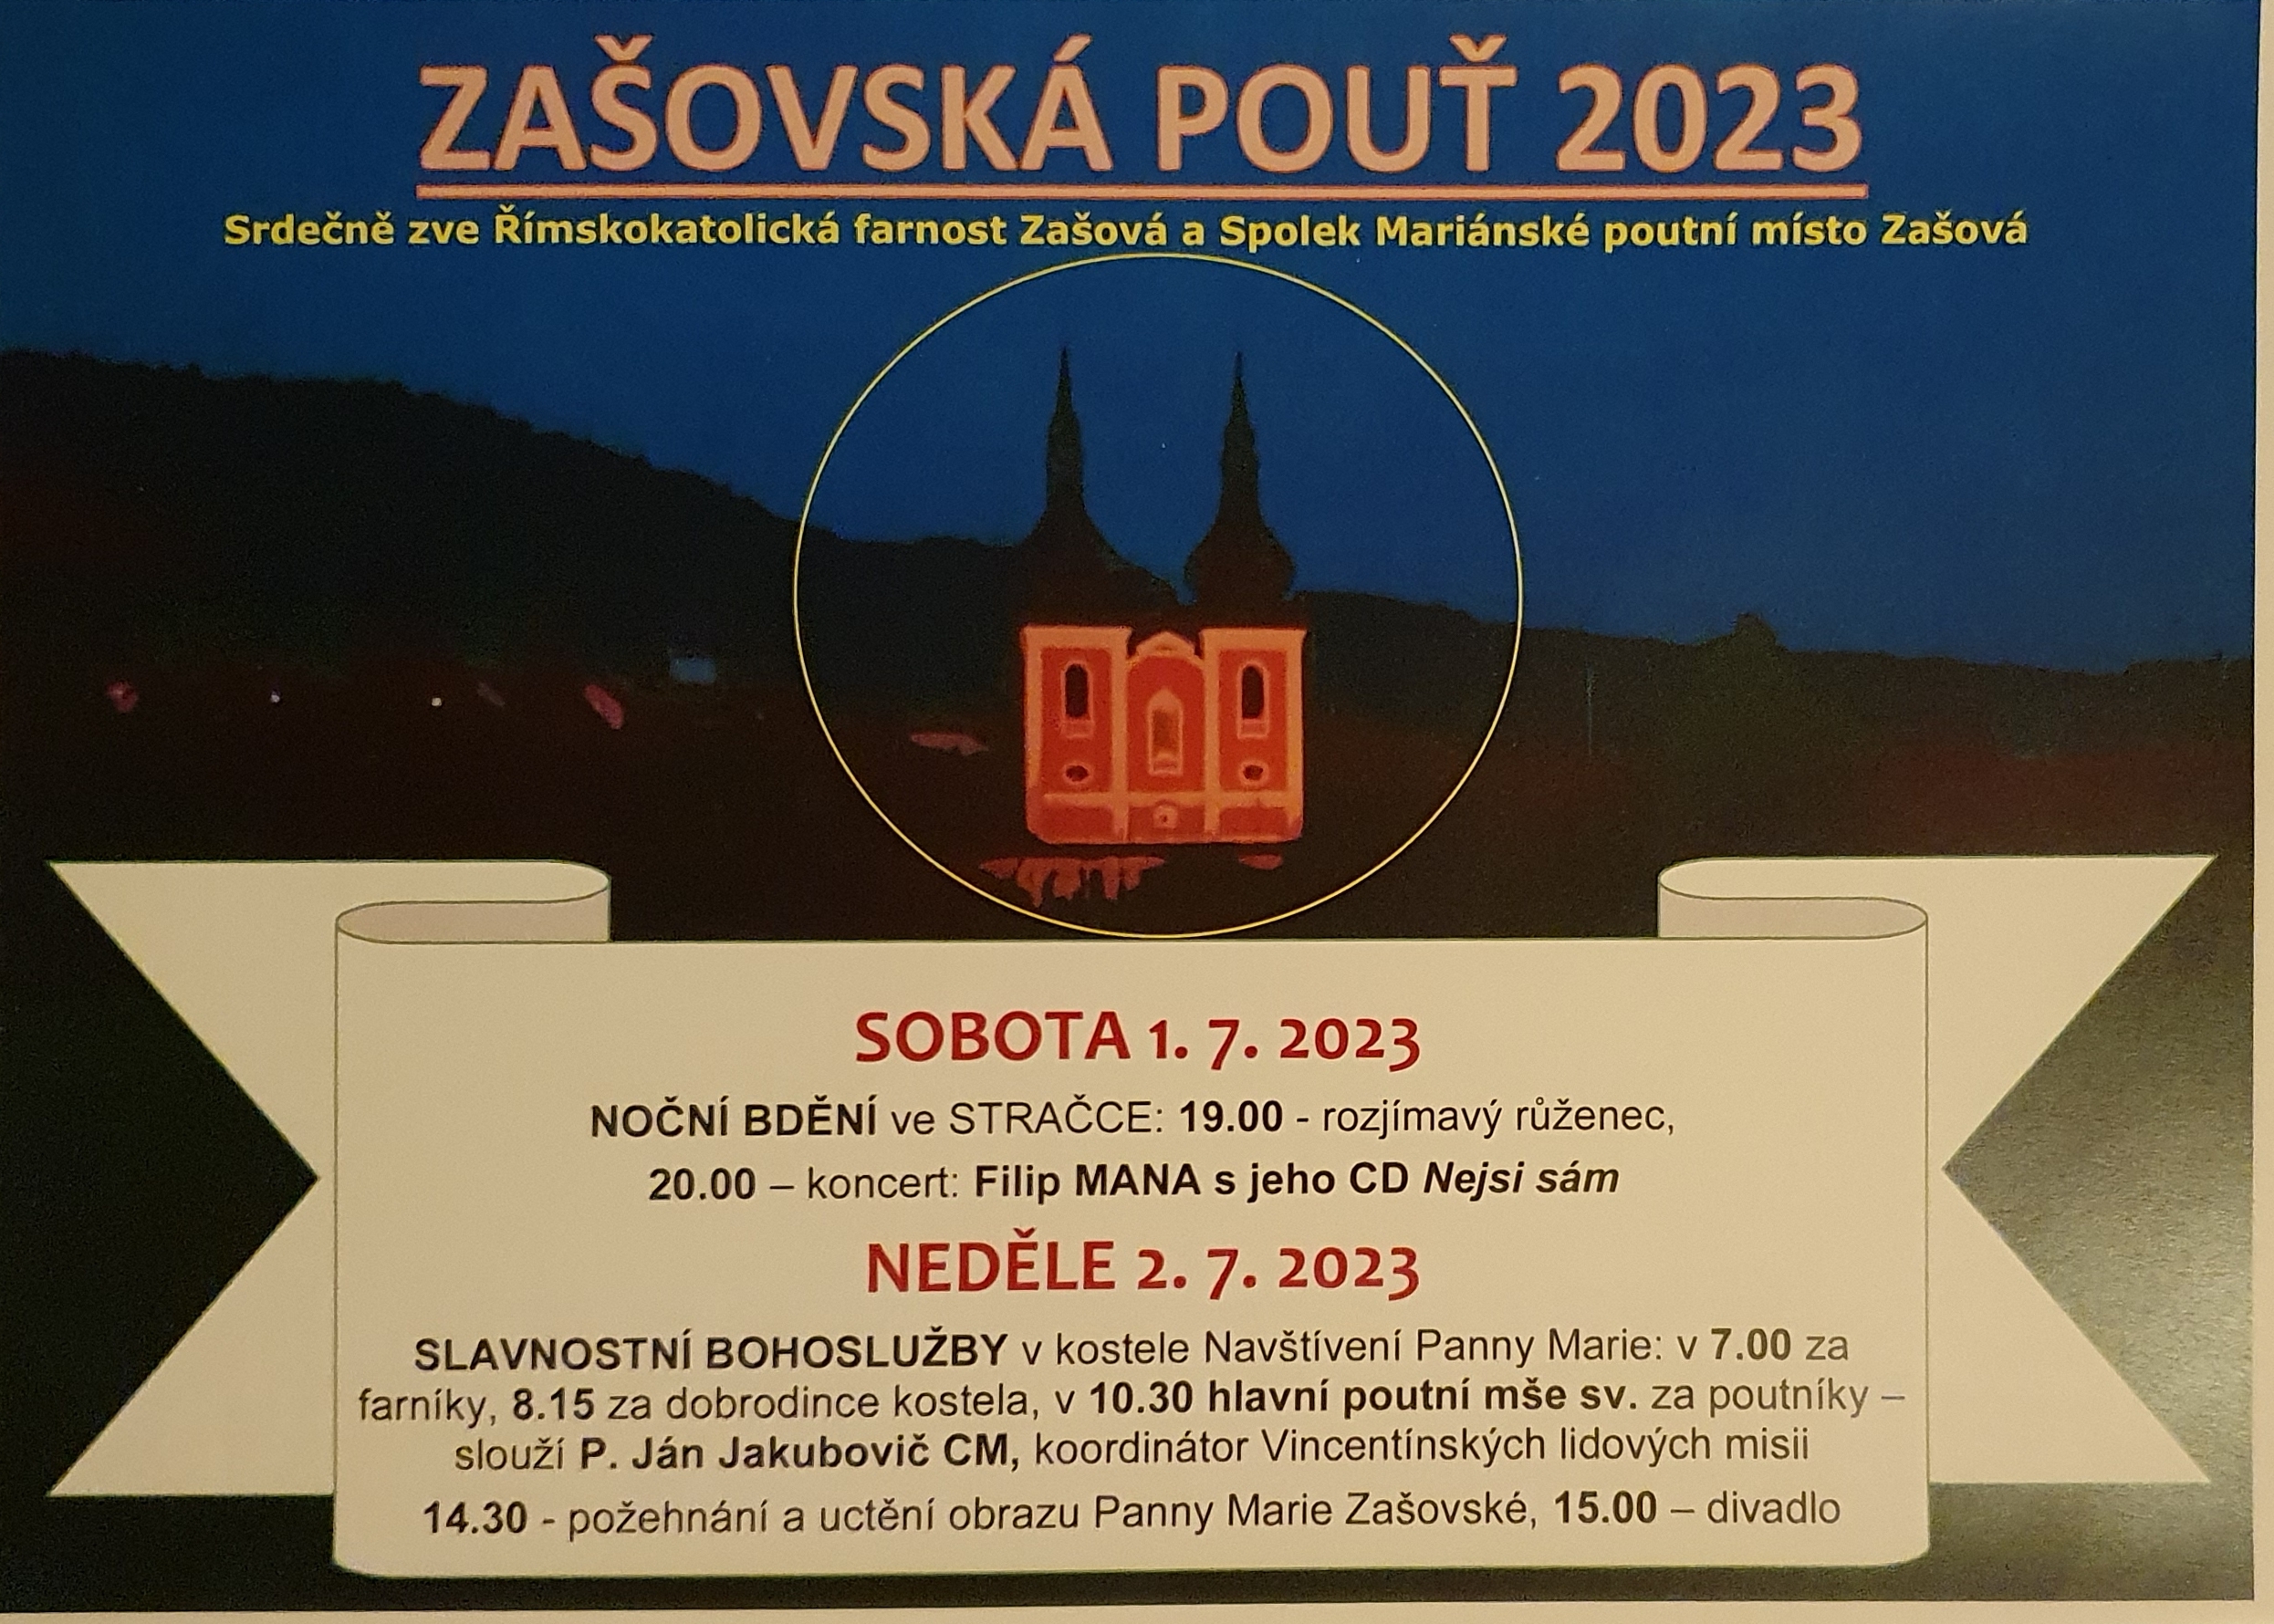 ZAŠOVSKÁ POUŤ 2023
Srdečně zve Římskokatolická farnost Zašová a Spolek Mariánské poutní místo Zašová
SOBOTA 1. 7. 2023
NOČNÍ BDĚNÍ ve STRAČCE: 19.00 - rozjímavý růženec,
20.00 – koncert: Filip MANA s jeho CD Nejsi sám
NEDĚLE 2. 7. 2023
SLAVNOSTNÍ BOHOSLUŽBY v kostele Navštívení Panny Marie: v 7.00 za
farníky, 8.15 za dobrodince kostela, v 10.30 hlavní poutní mše sv. za poutníky –
slouží P. Ján Jakubovič CM, koordinátor Vincentínských lidových misii
14.30 - požehnání a uctění obrazu Panny Marie Zašovské, 15.00 – divadlo